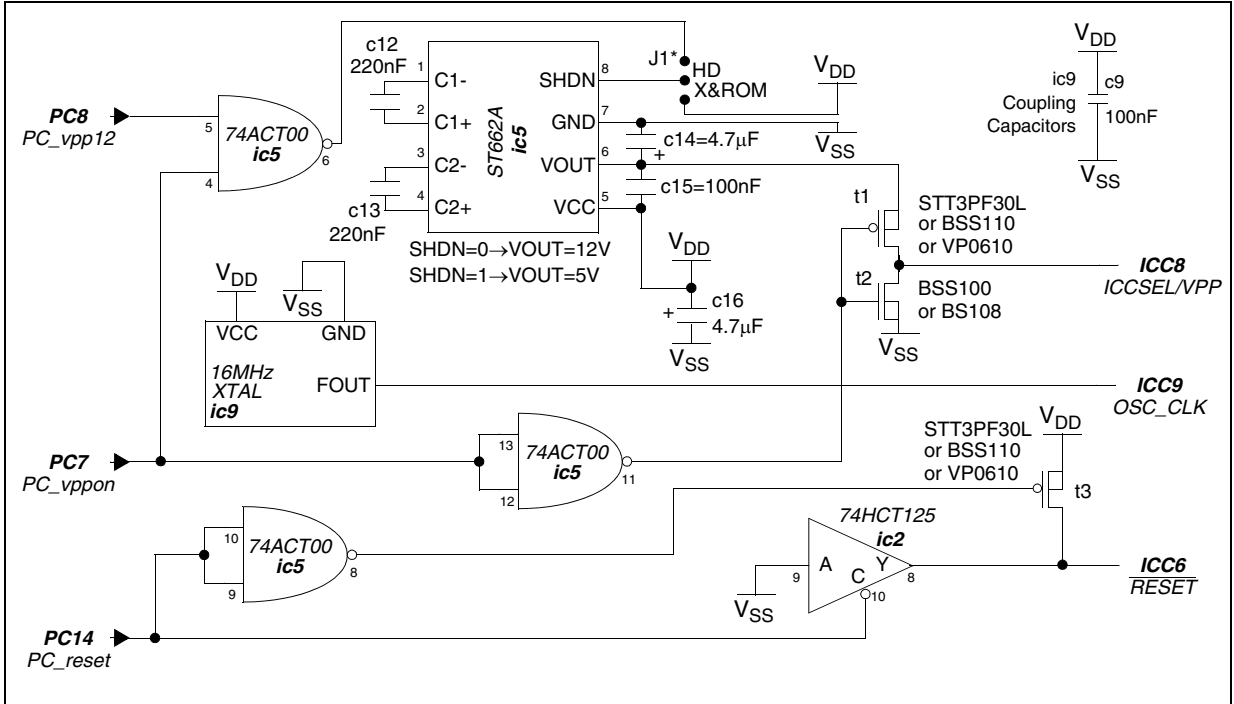 c12
220nF
1
C1-
2
C1+
3
C2-
4
C2+
c13
220nF
ST662A
ic5
SHDN
8
GND
7
VOUT
6
VCC
5
SHDN=0→VOUT=12V
SHDN=1→VOUT=5V
J1*
HD
X&ROM
VDD
VSS
c14=4.7µF
+
c15=100nF
VDD
+
c16
4.7µF
VSS
VDD
ic9
Coupling
Capacitors
c9
100nF
VSS
PC8
PC_vpp12
5
4
74ACT00
ic5
6
t1
STT3PF30L
or BSS110
or VP0610
t2
BSS100
or BS108
VSS
ICC8
ICCSEL/VPP
VDD
VSS
VCC
GND
16MHz
XTAL
ic9
FOUT
ICC9
OSC_CLK
PC7
PC_vppon
13
12
74ACT00
ic5
11
STT3PF30L
or BSS110
or VP0610
VDD
t3
10
9
74ACT00
ic5
8
74HCT125
ic2
A
Y
C
9
8
10
VSS
ICC6
RESET
PC14
PC_reset